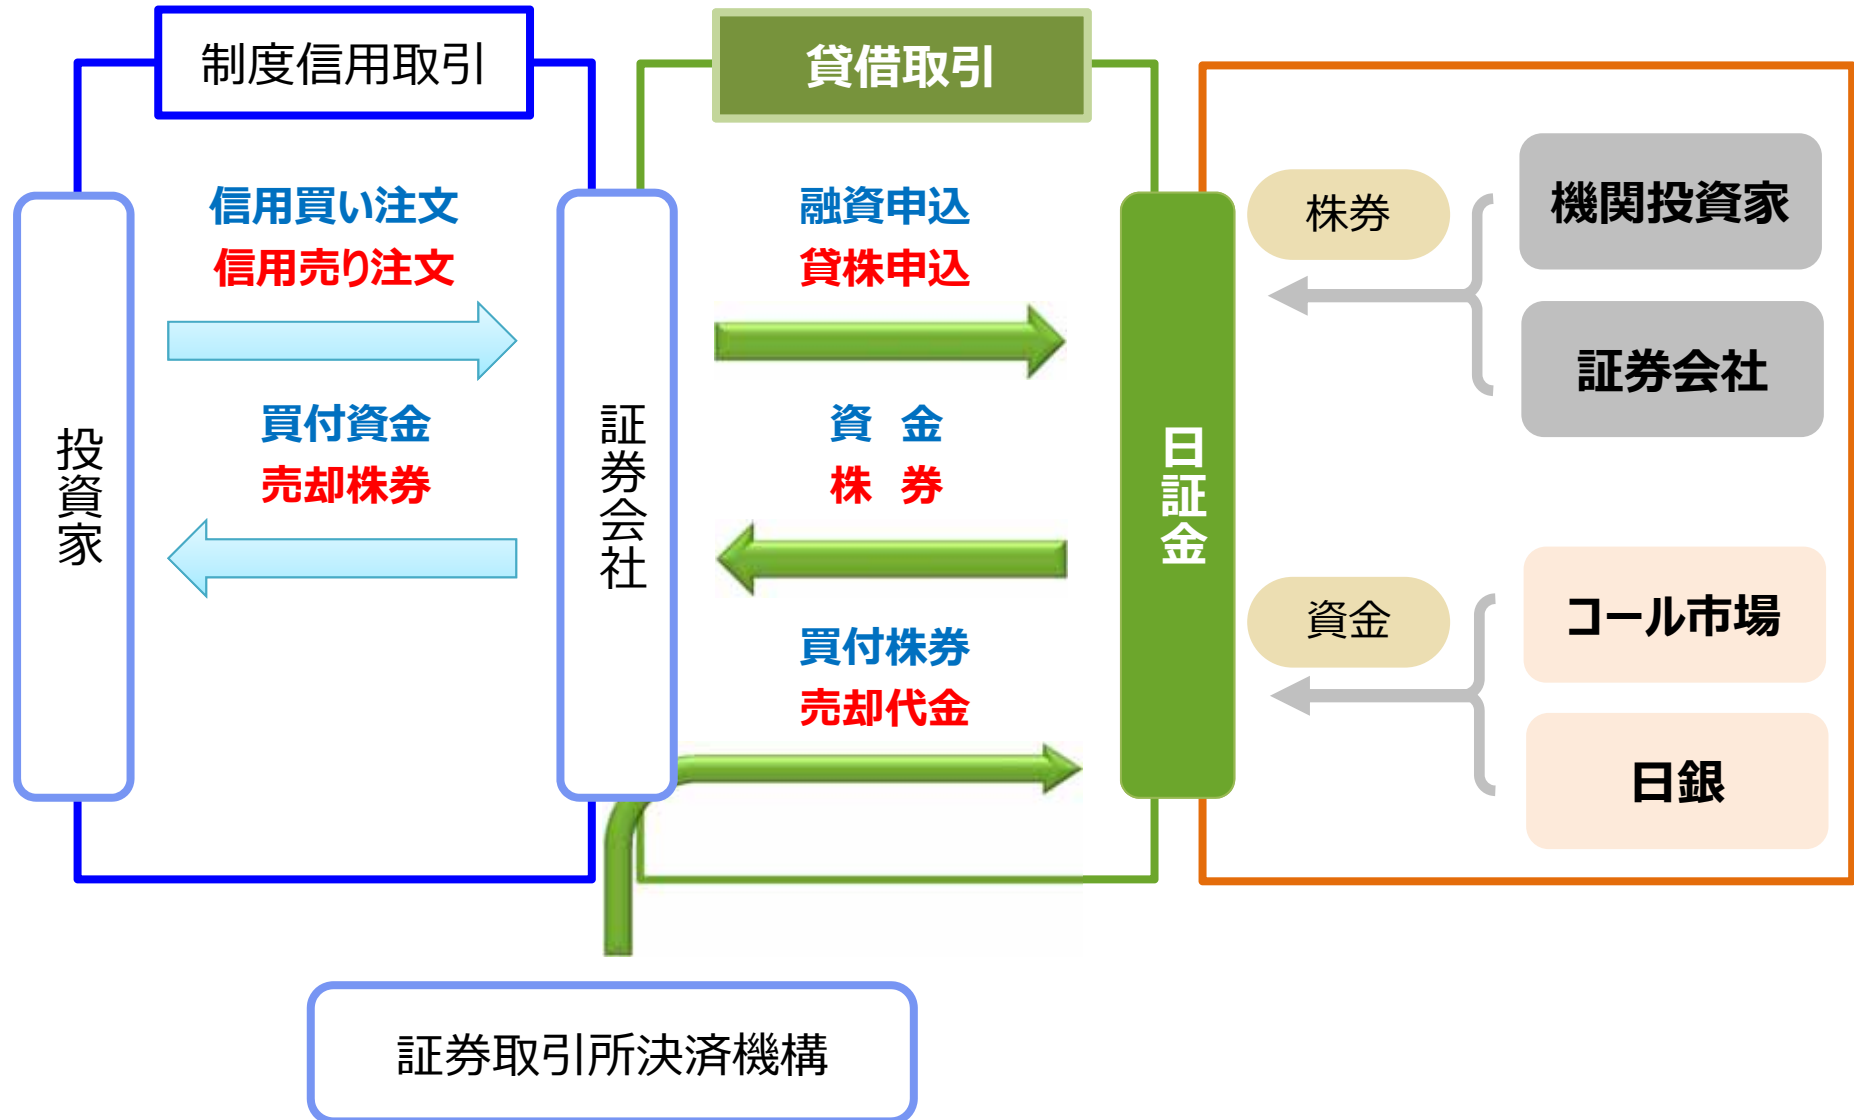 制度信用取引
貸借取引
信用買い注文
信用売り注文
融資申込
貸株申込
株券
機関投資家
証券会社
投資家
買付資金
売却株券
証券会社
資 金
株 券
日証金
買付株券
売却代金
資金
コール市場
日銀
証券取引所決済機構